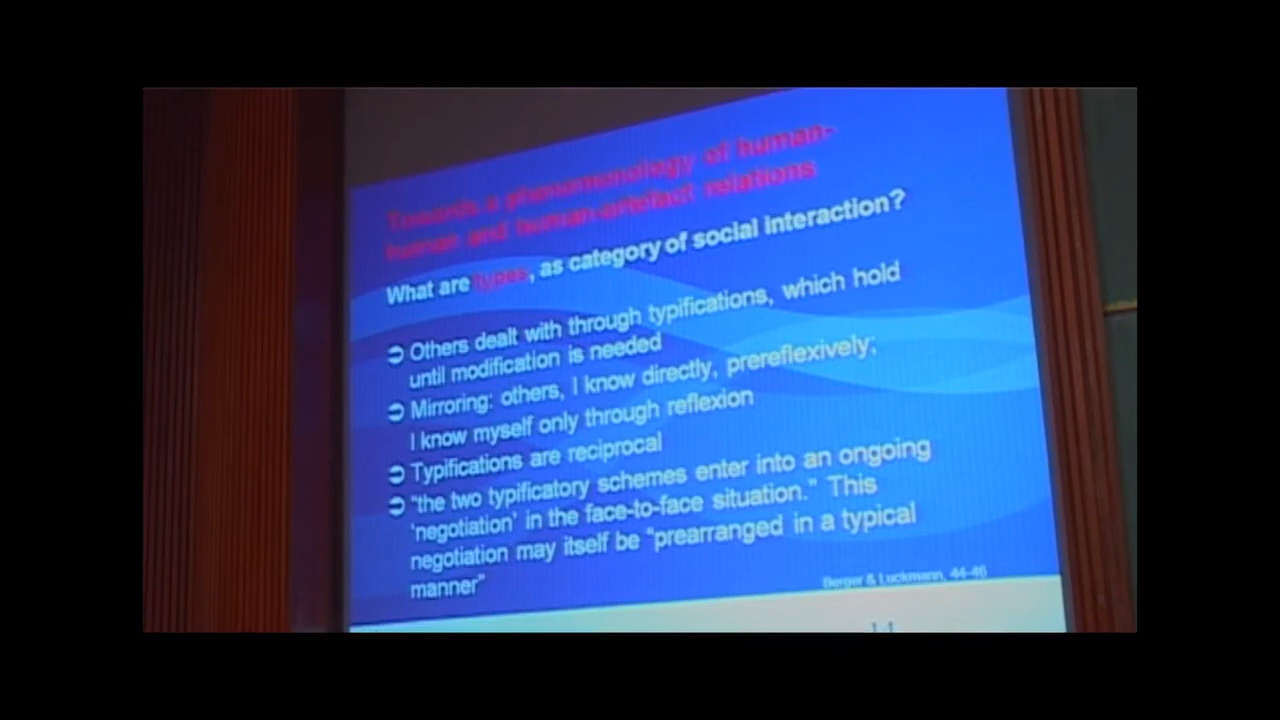 Towards a phenomenology of human-
human and human-artefact relations
What are types, as category of social interaction?
Others dealt with through typifications, which hold
until modification is needed
Mirroring: others, I know directly, prereflexively;
I know myself only through reflexion
Typifications are reciprocal
"the two typificatory schemes enter into an ongoing
'negotiation' in the face-to-face situation." This
negotiation may itself be "prearranged in a typical
manner"
Berger & Luckmann, 44-46
14